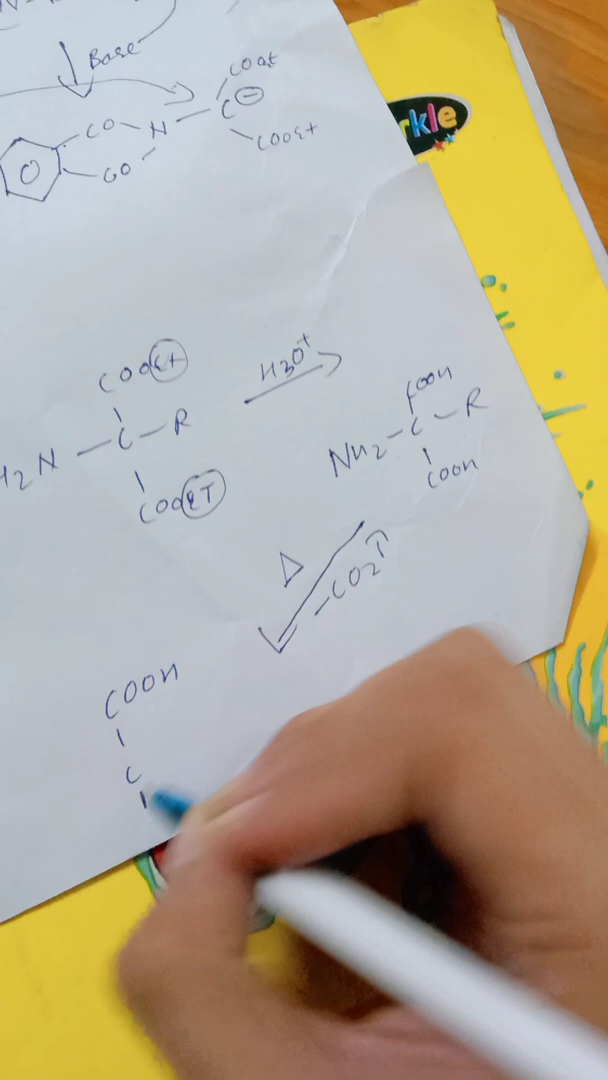 Base
COOEt
CO N C ⊖
CO
COOEt
rkle
COOEt
H2N - C - R
COOET
H3O+
COOH
NH2 - C - R
COOH
Δ
-CO2↑
COOH
C